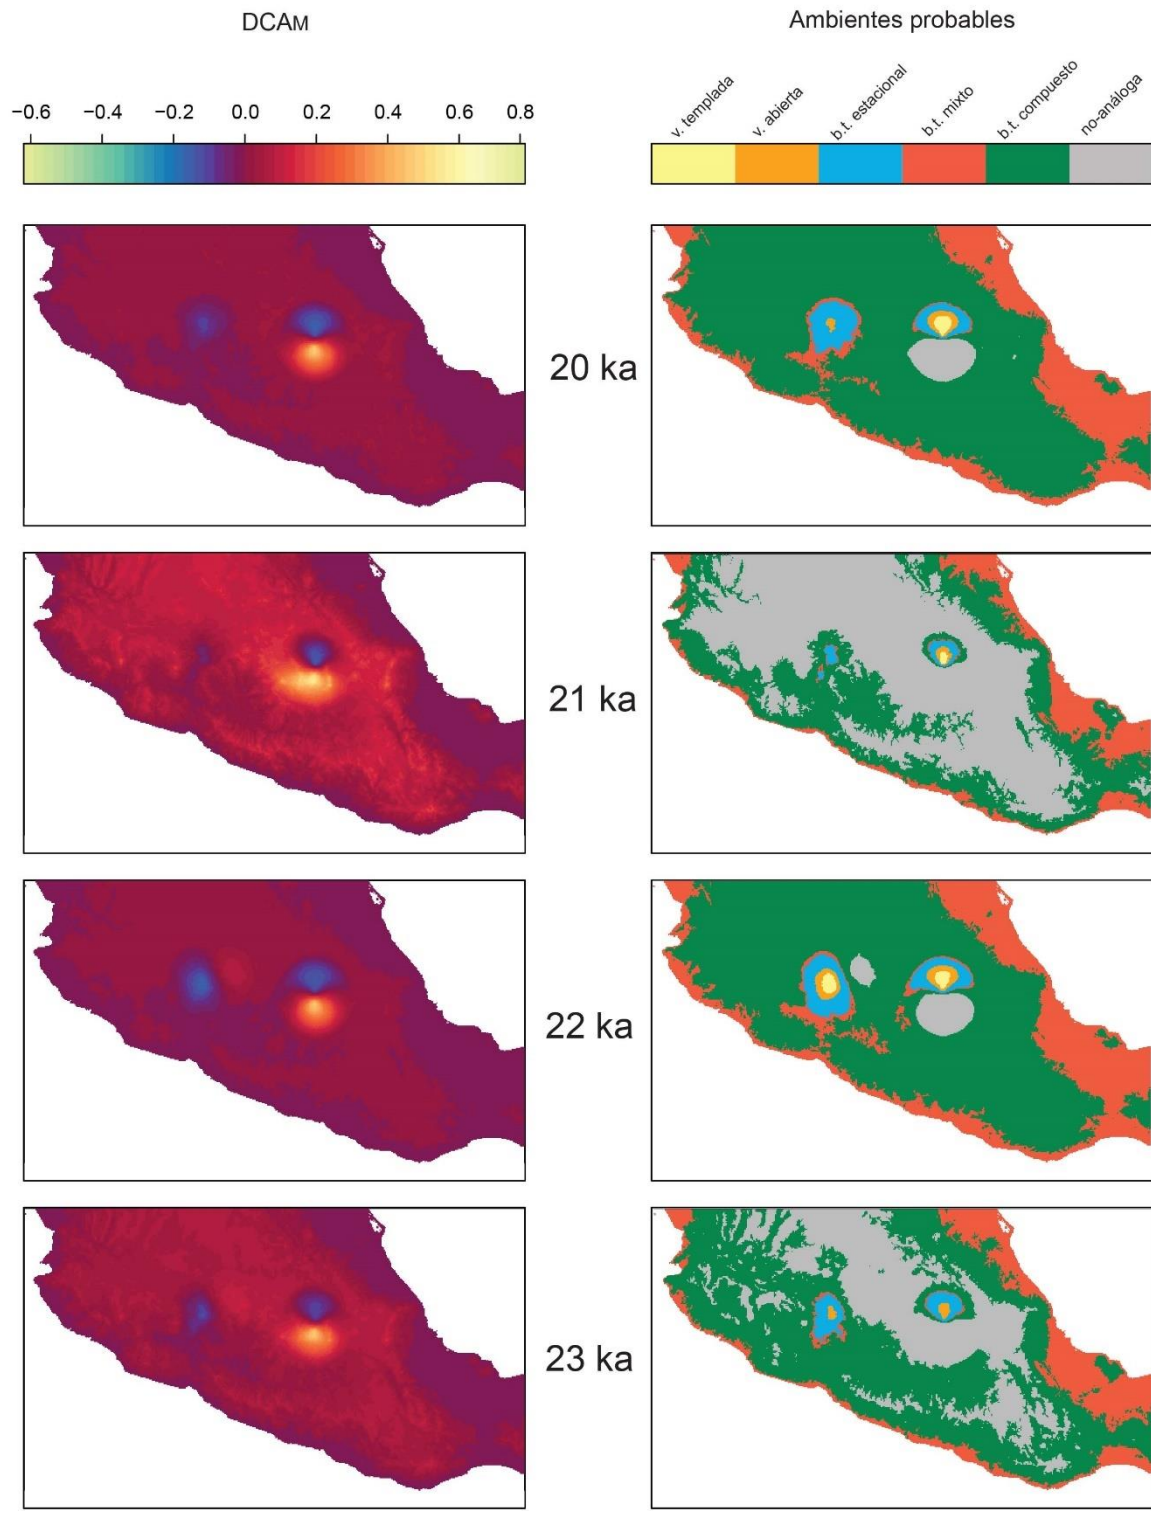 DCAM
Ambientes probables
−0.6 −0.4 −0.2 0.0 0.2 0.4 0.6 0.8
v. templada
v. abierta
b.t. estacional
b.t. mixto
b.t. compuesto
no-análoga
20 ka
21 ka
22 ka
23 ka